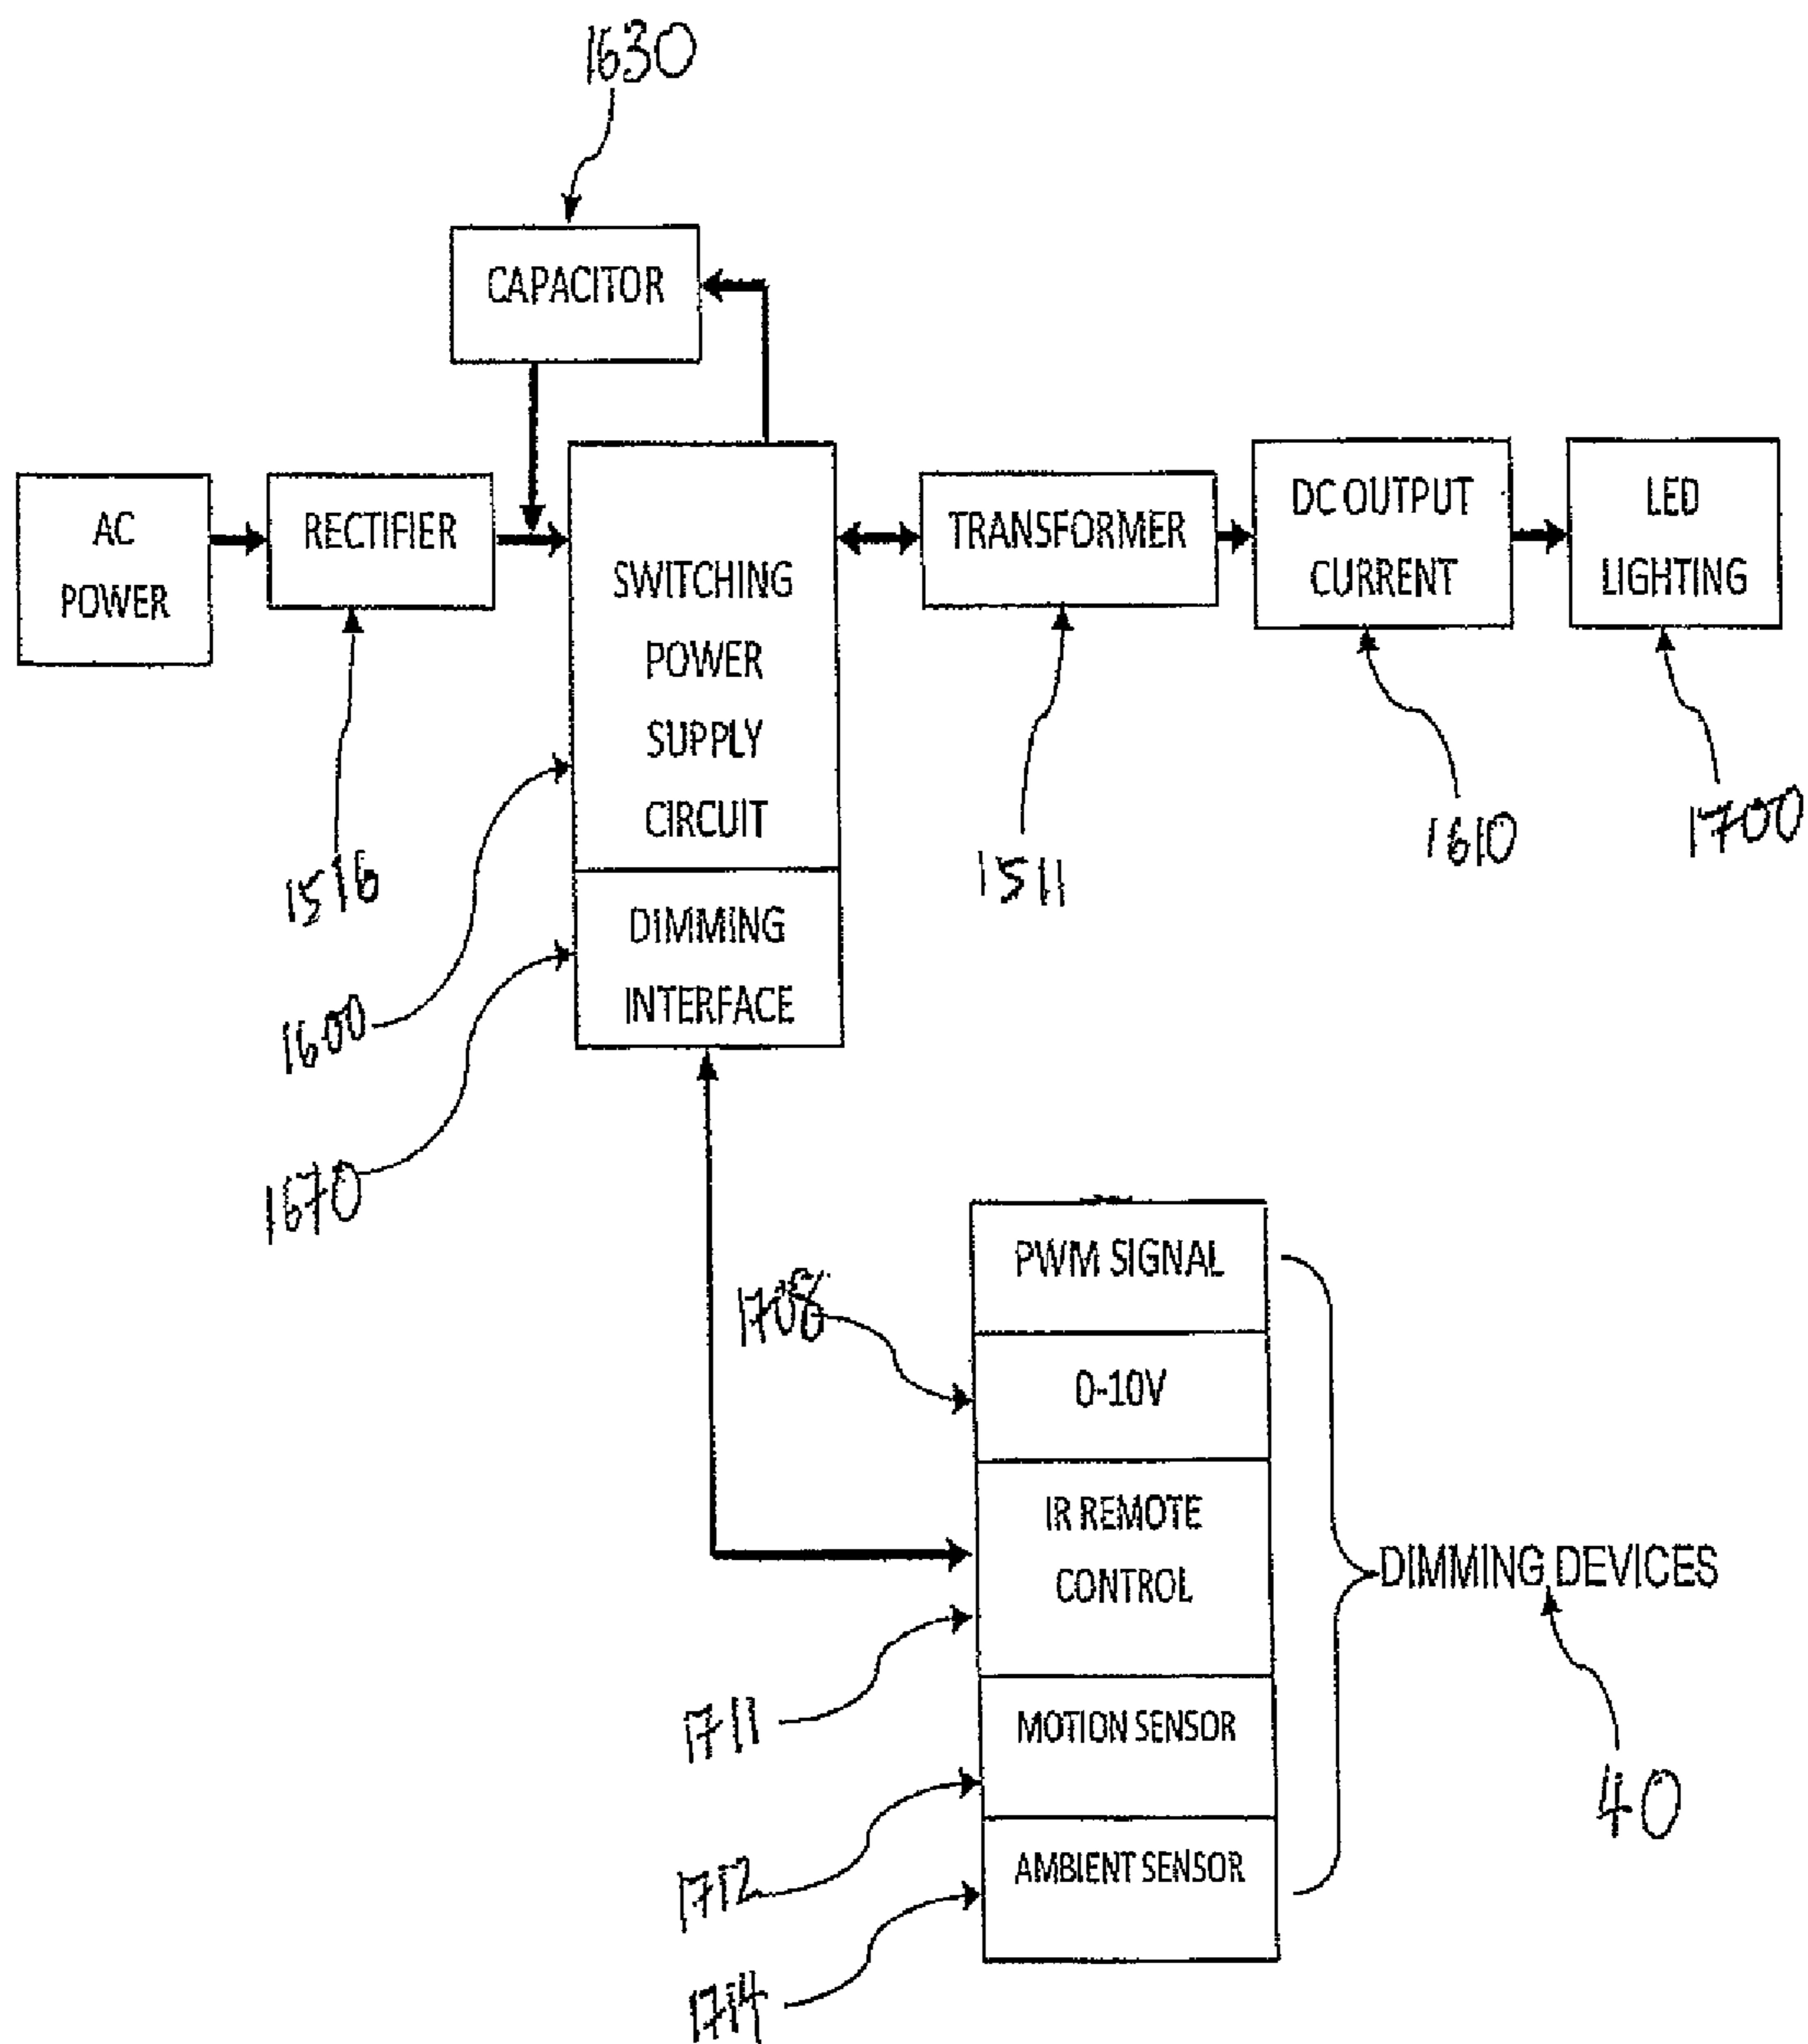 1630
CAPACITOR
AC
POWER
RECTIFIER
SWITCHING
POWER
SUPPLY
CIRCUIT
TRANSFORMER
DC OUTPUT
CURRENT
LED
LIGHTING
1516
1511
1610
1700
DIMMING
INTERFACE
1600
1670
PWM SIGNAL
1708
0-10V
IR REMOTE
CONTROL
DIMMING DEVICES
1711
MOTION SENSOR
40
1712
AMBIENT SENSOR
1714